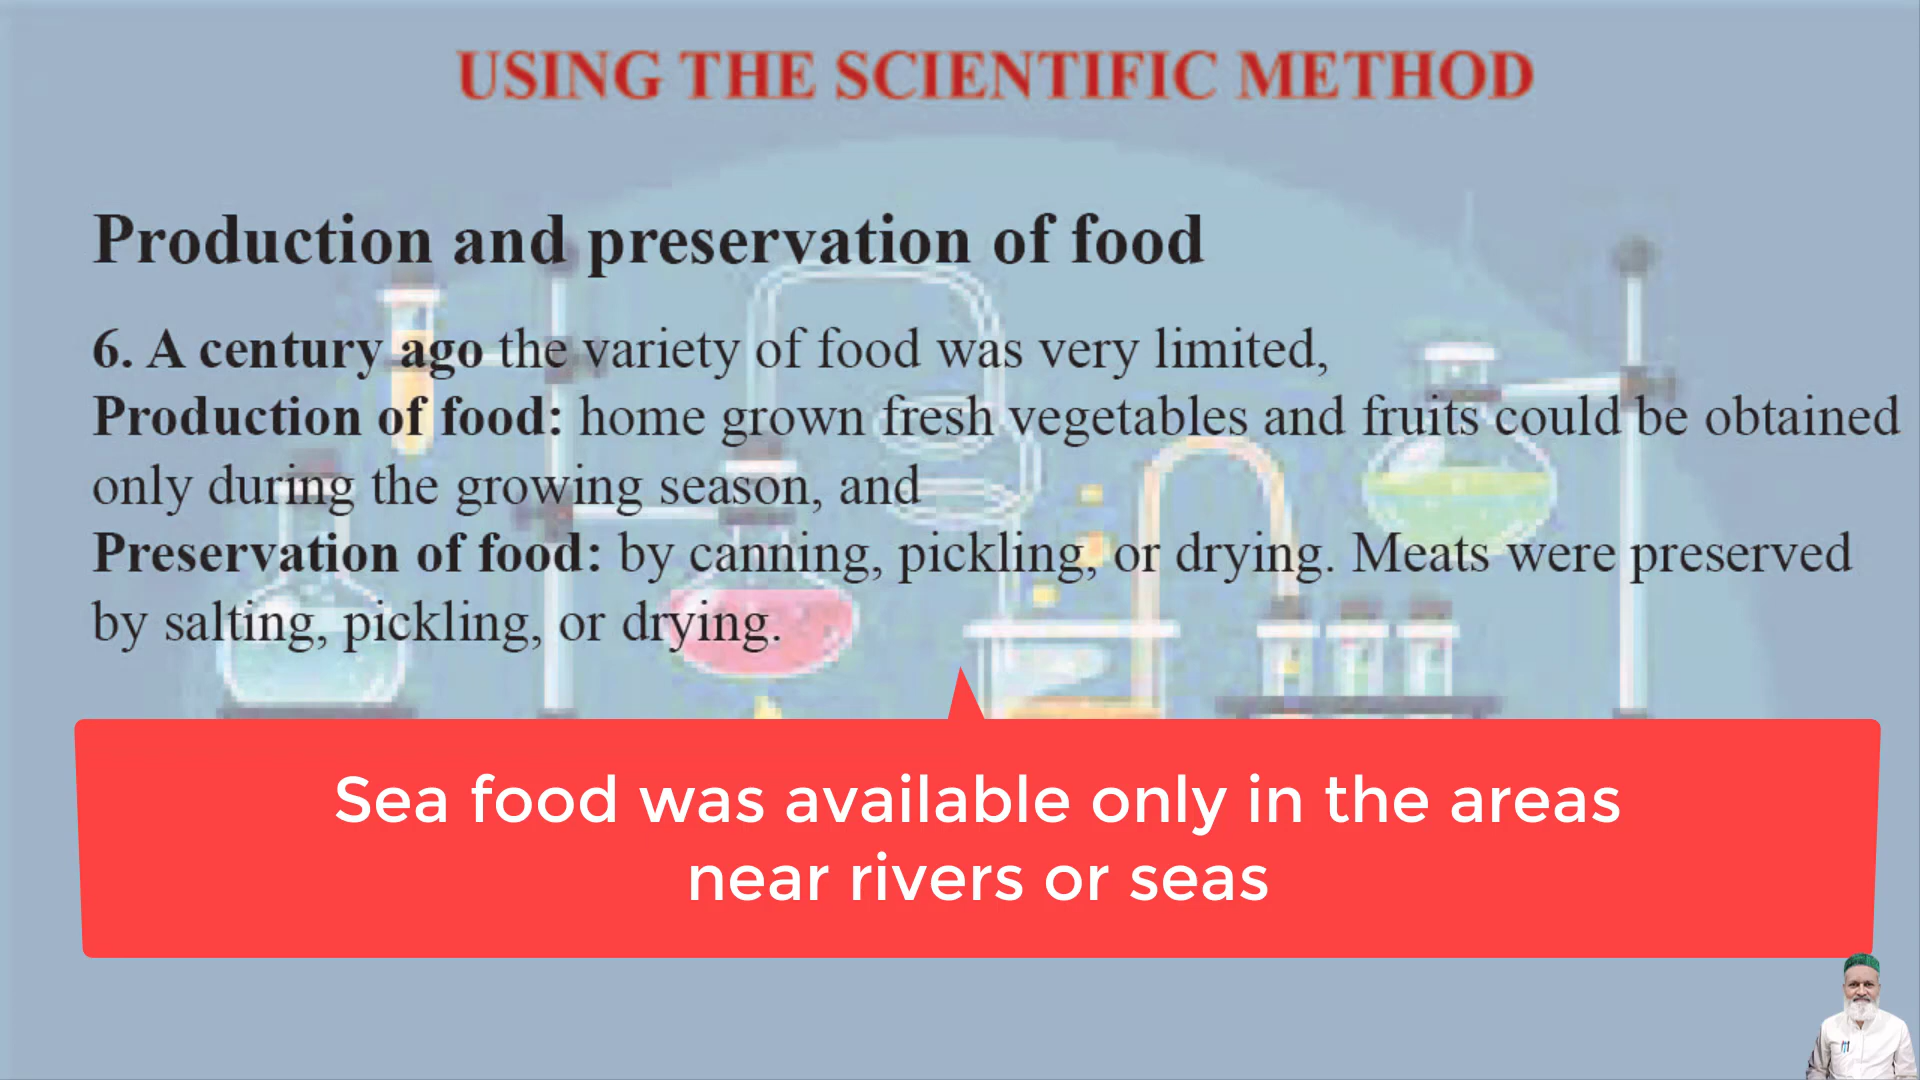 USING THE SCIENTIFIC METHOD
Production and preservation of food
6. A century ago the variety of food was very limited,
Production of food: home grown fresh vegetables and fruits could be obtained
only during the growing season, and
Preservation of food: by canning, pickling, or drying. Meats were preserved
by salting, pickling, or drying.
Sea food was available only in the areas
near rivers or seas